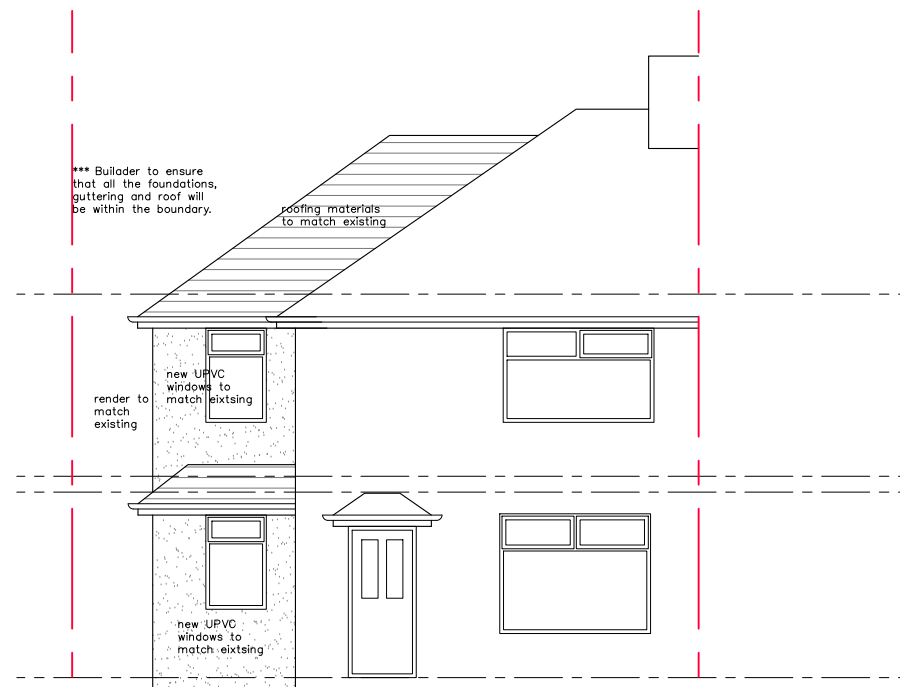 *** Builader to ensure
that all the foundations,
guttering and roof will
be within the boundary.
roofing materials
to match existing
new UPVC
windows to
match eixtsing
render to
match
existing
new UPVC
windows to
match eixtsing